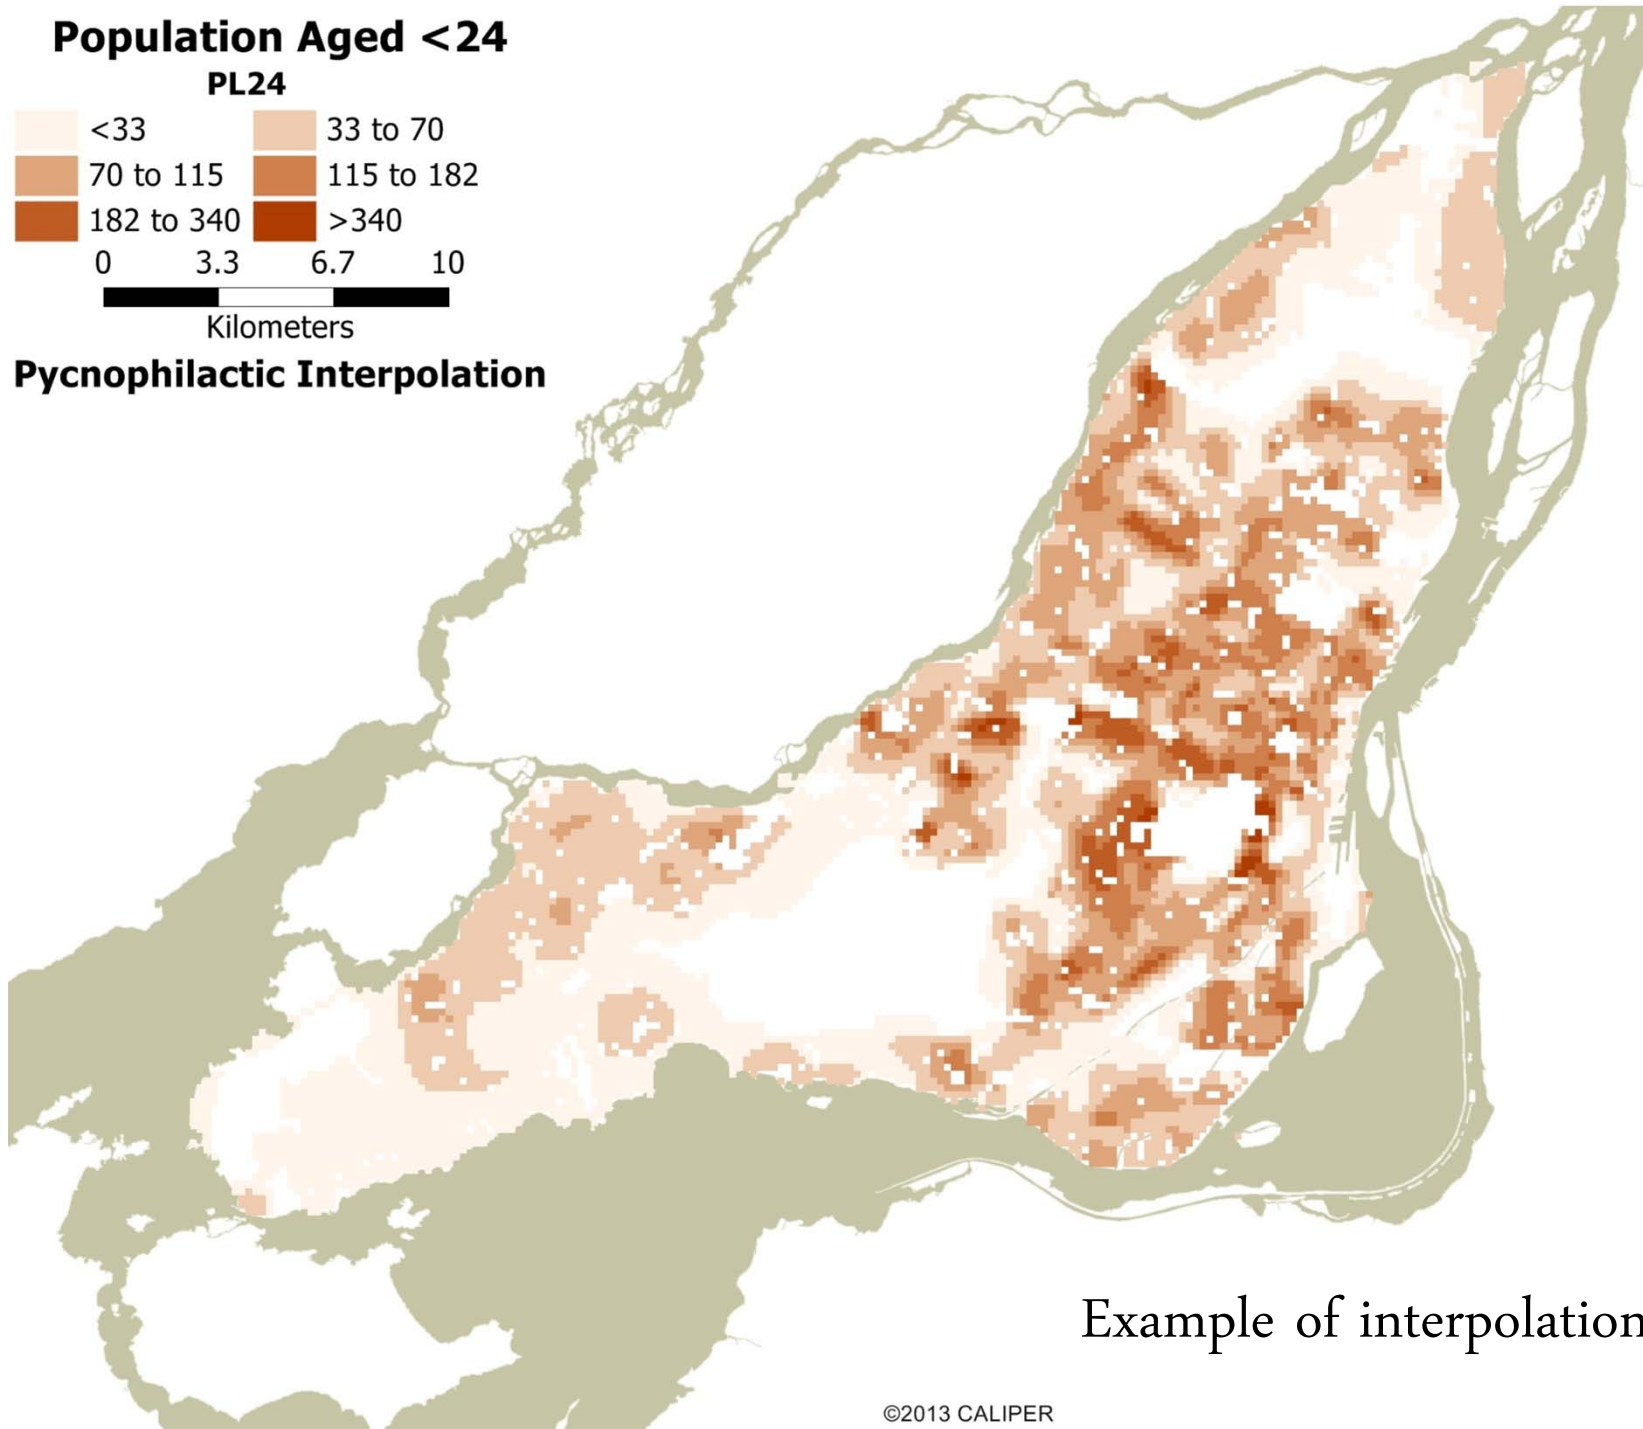 Population Aged <24
PL24
<33 33 to 70
70 to 115 115 to 182
182 to 340 >340
0 3.3 6.7 10
Kilometers
Pycnophilactic Interpolation
Example of interpolation
©2013 CALIPER